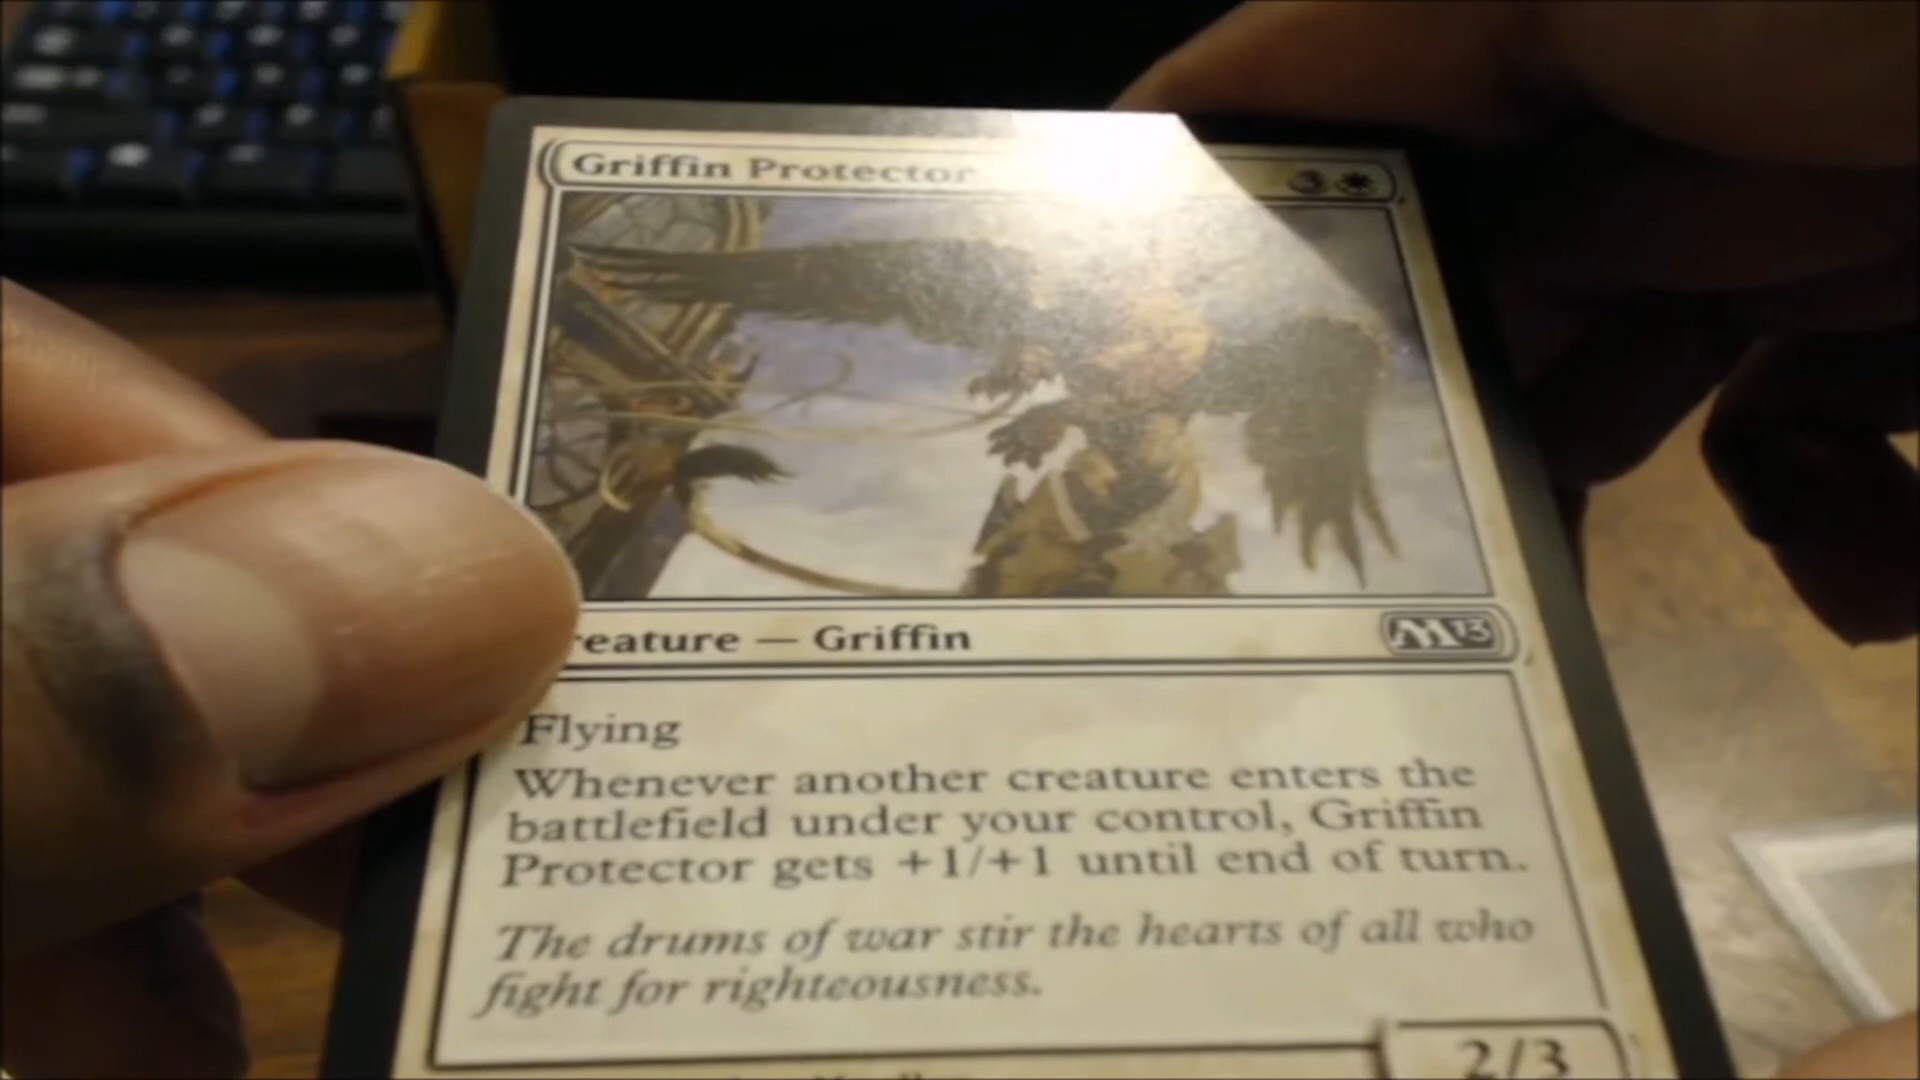 Griffin Protector 3
reature — Griffin M13
Flying
Whenever another creature enters the
battlefield under your control, Griffin
Protector gets +1/+1 until end of turn.
The drums of war stir the hearts of all who
fight for righteousness.
2/3